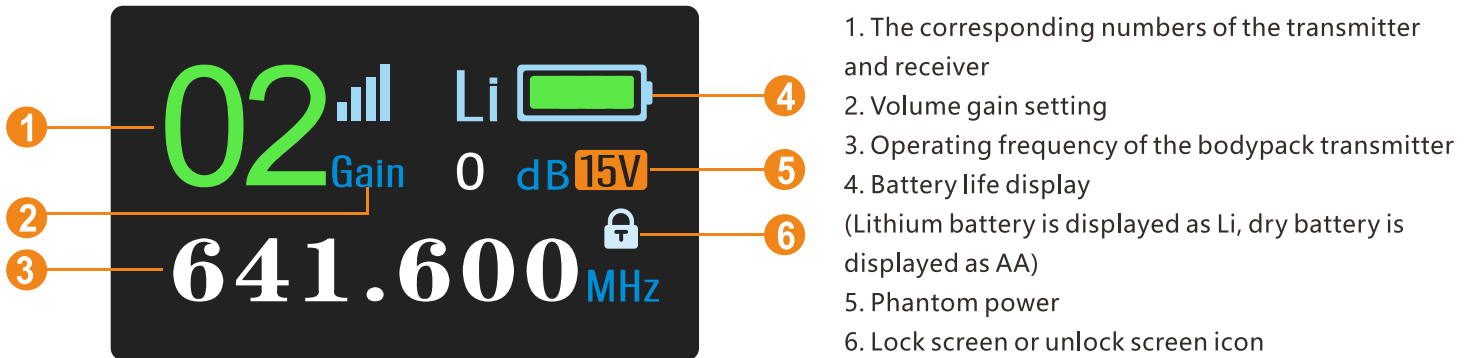 02
Li
Gain 0 dB 15V
641.600 MHz
1
2
3
4
5
6
1. The corresponding numbers of the transmitter
and receiver
2. Volume gain setting
3. Operating frequency of the bodypack transmitter
4. Battery life display
(Lithium battery is displayed as Li, dry battery is
displayed as AA)
5. Phantom power
6. Lock screen or unlock screen icon